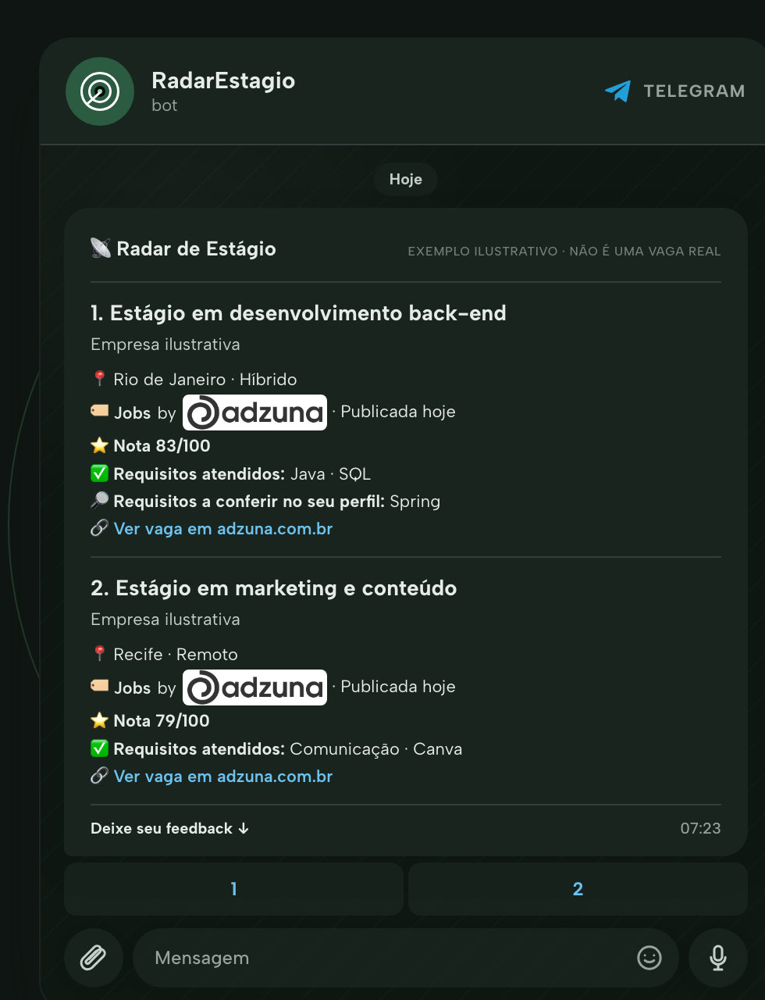 RadarEstagio
bot
TELEGRAM
Hoje
Radar de Estágio
EXEMPLO ILUSTRATIVO · NÃO É UMA VAGA REAL
1. Estágio em desenvolvimento back-end
Empresa ilustrativa
Rio de Janeiro · Híbrido
Jobs by adzuna · Publicada hoje
Nota 83/100
Requisitos atendidos: Java · SQL
Requisitos a conferir no seu perfil: Spring
Ver vaga em adzuna.com.br
2. Estágio em marketing e conteúdo
Empresa ilustrativa
Recife · Remoto
Jobs by adzuna · Publicada hoje
Nota 79/100
Requisitos atendidos: Comunicação · Canva
Ver vaga em adzuna.com.br
Deixe seu feedback ↓
07:23
1
2
Mensagem